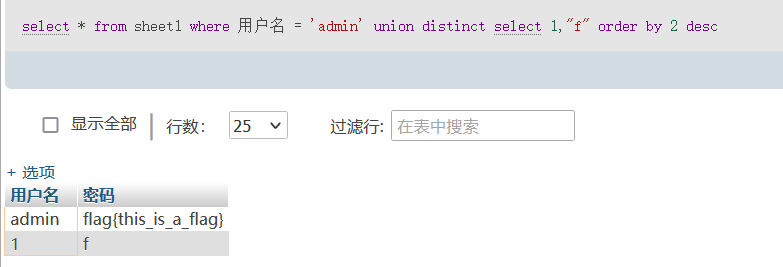 select * from sheet1 where 用户名 = 'admin' union distinct select 1,"f" order by 2 desc
显示全部 行数： 25 过滤行: 在表中搜索
+ 选项
用户名 密码
admin flag{this_is_a_flag}
1 f